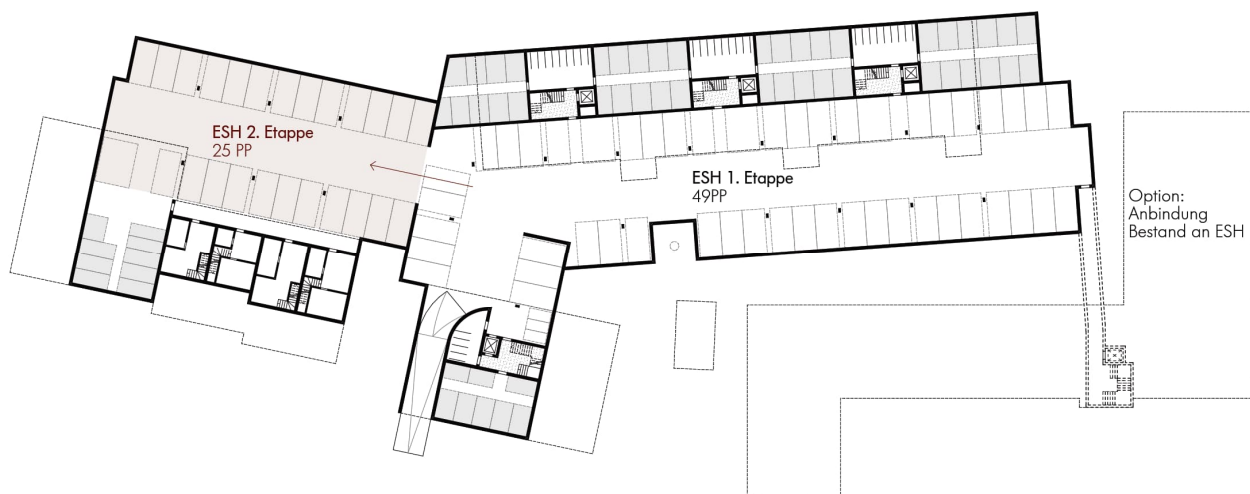 ESH 2. Etappe
25 PP
ESH 1. Etappe
49PP
Option:
Anbindung
Bestand an ESH